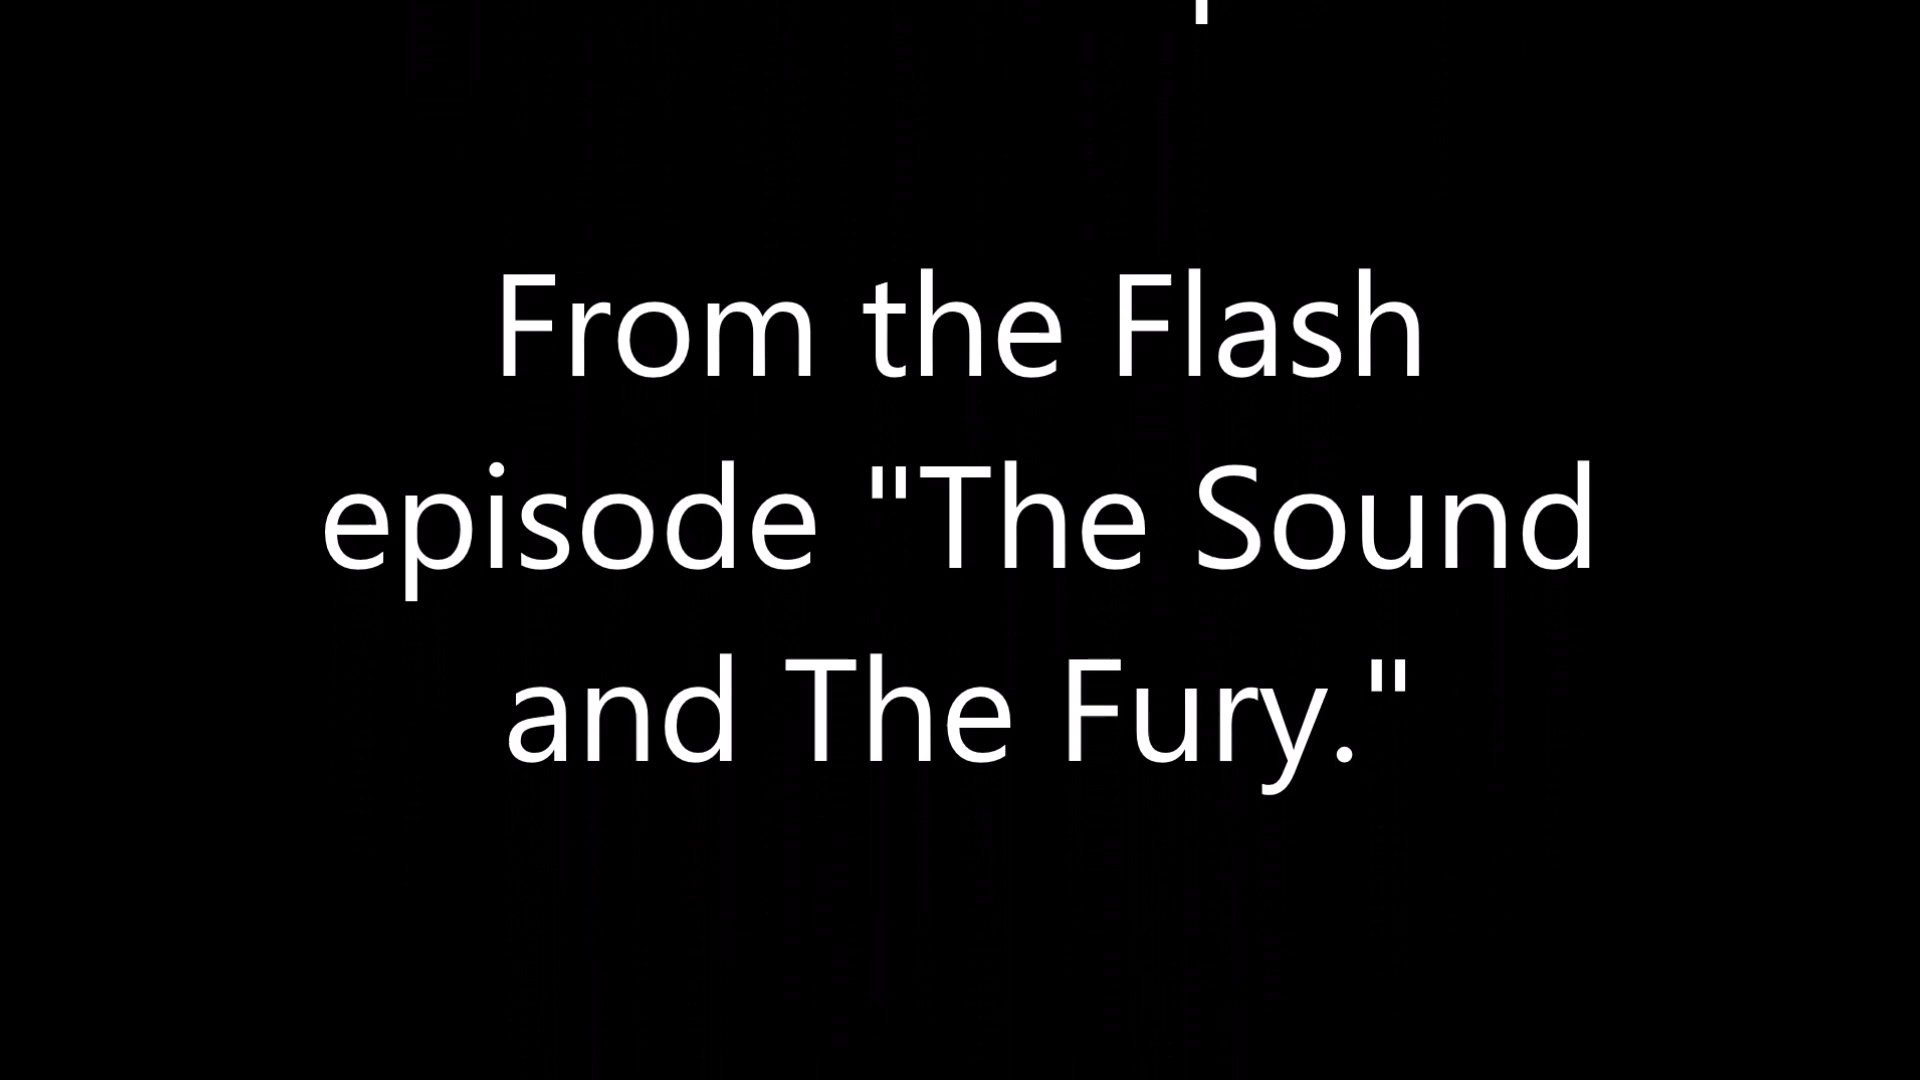 From the Flash
episode "The Sound
and The Fury."